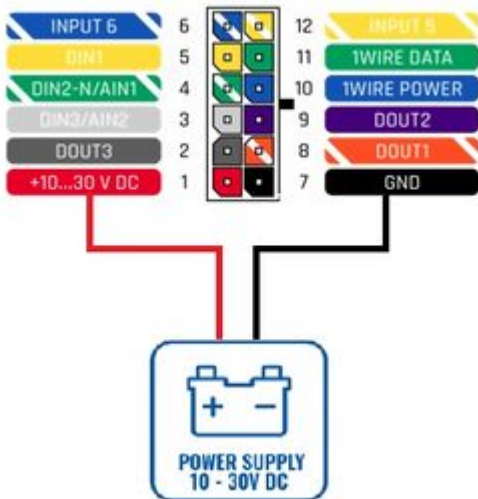 INPUT 6 6 12 INPUT 5
DIN1 5 11 1WIRE DATA
DIN2-N/AIN1 4 10 1WIRE POWER
DIN3/AIN2 3 9 DOUT2
DOUT3 2 8 DOUT1
+10...30 V DC 1 7 GND
+ −
POWER SUPPLY
10 - 30V DC